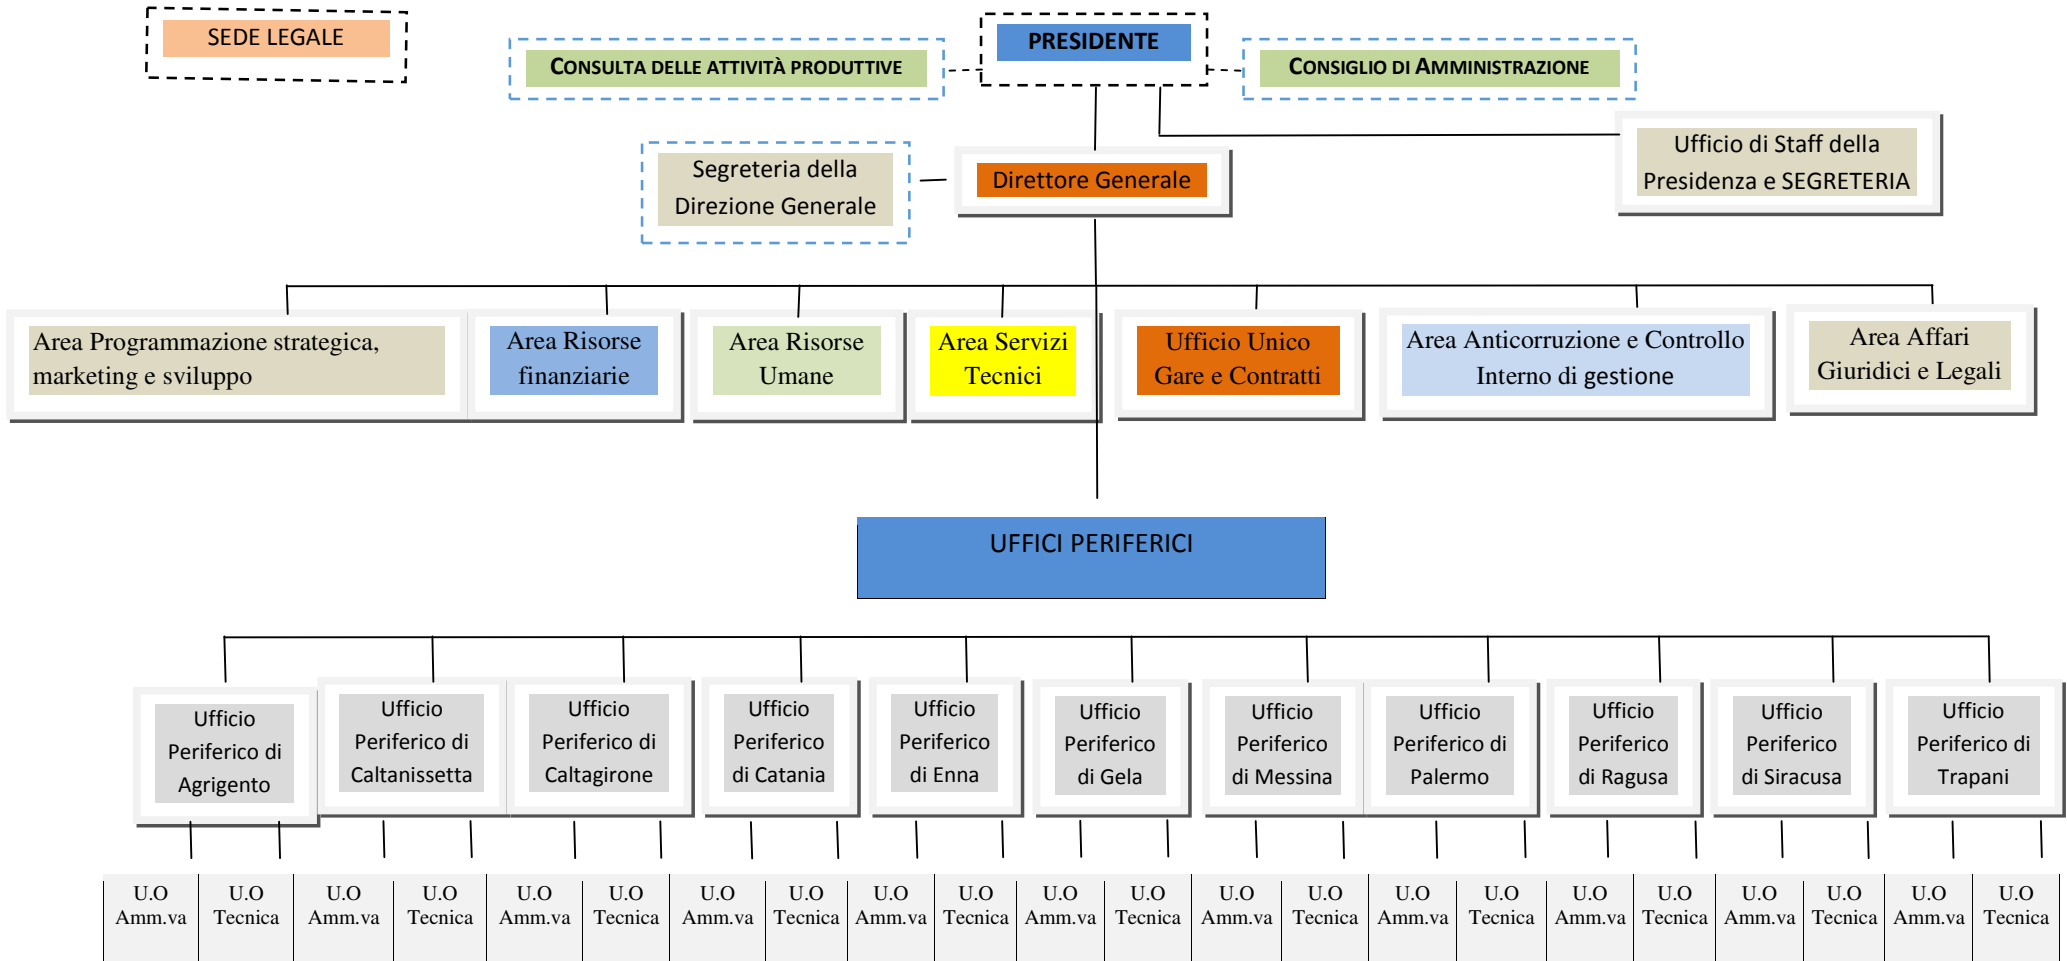 SEDE LEGALE
PRESIDENTE
CONSULTA DELLE ATTIVITÀ PRODUTTIVE
CONSIGLIO DI AMMINISTRAZIONE
Segreteria della
Direzione Generale
Direttore Generale
Ufficio di Staff della
Presidenza e SEGRETERIA
Area Programmazione strategica,
marketing e sviluppo
Area Risorse
finanziarie
Area Risorse
Umane
Area Servizi
Tecnici
Ufficio Unico
Gare e Contratti
Area Anticorruzione e Controllo
Interno di gestione
Area Affari
Giuridici e Legali
UFFICI PERIFERICI
Ufficio
Periferico di
Agrigento
Ufficio
Periferico di
Caltanissetta
Ufficio
Periferico di
Caltagirone
Ufficio
Periferico
di Catania
Ufficio
Periferico
di Enna
Ufficio
Periferico
di Gela
Ufficio
Periferico
di Messina
Ufficio
Periferico di
Palermo
Ufficio
Periferico
di Ragusa
Ufficio
Periferico
di Siracusa
Ufficio
Periferico di
Trapani
U.O
Amm.va
U.O
Tecnica
U.O
Amm.va
U.O
Tecnica
U.O
Amm.va
U.O
Tecnica
U.O
Amm.va
U.O
Tecnica
U.O
Amm.va
U.O
Tecnica
U.O
Amm.va
U.O
Tecnica
U.O
Amm.va
U.O
Tecnica
U.O
Amm.va
U.O
Tecnica
U.O
Amm.va
U.O
Tecnica
U.O
Amm.va
U.O
Tecnica
U.O
Amm.va
U.O
Tecnica